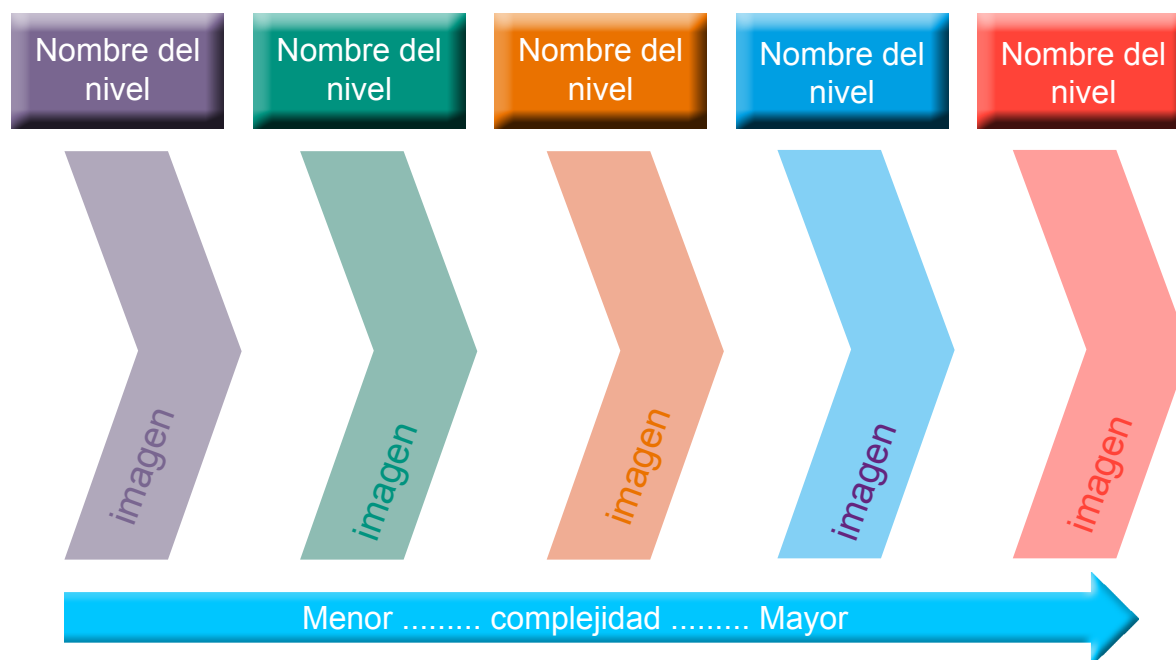 Nombre del
nivel
Nombre del
nivel
Nombre del
nivel
Nombre del
nivel
Nombre del
nivel
imagen
imagen
imagen
imagen
imagen
Menor ......... complejidad ......... Mayor